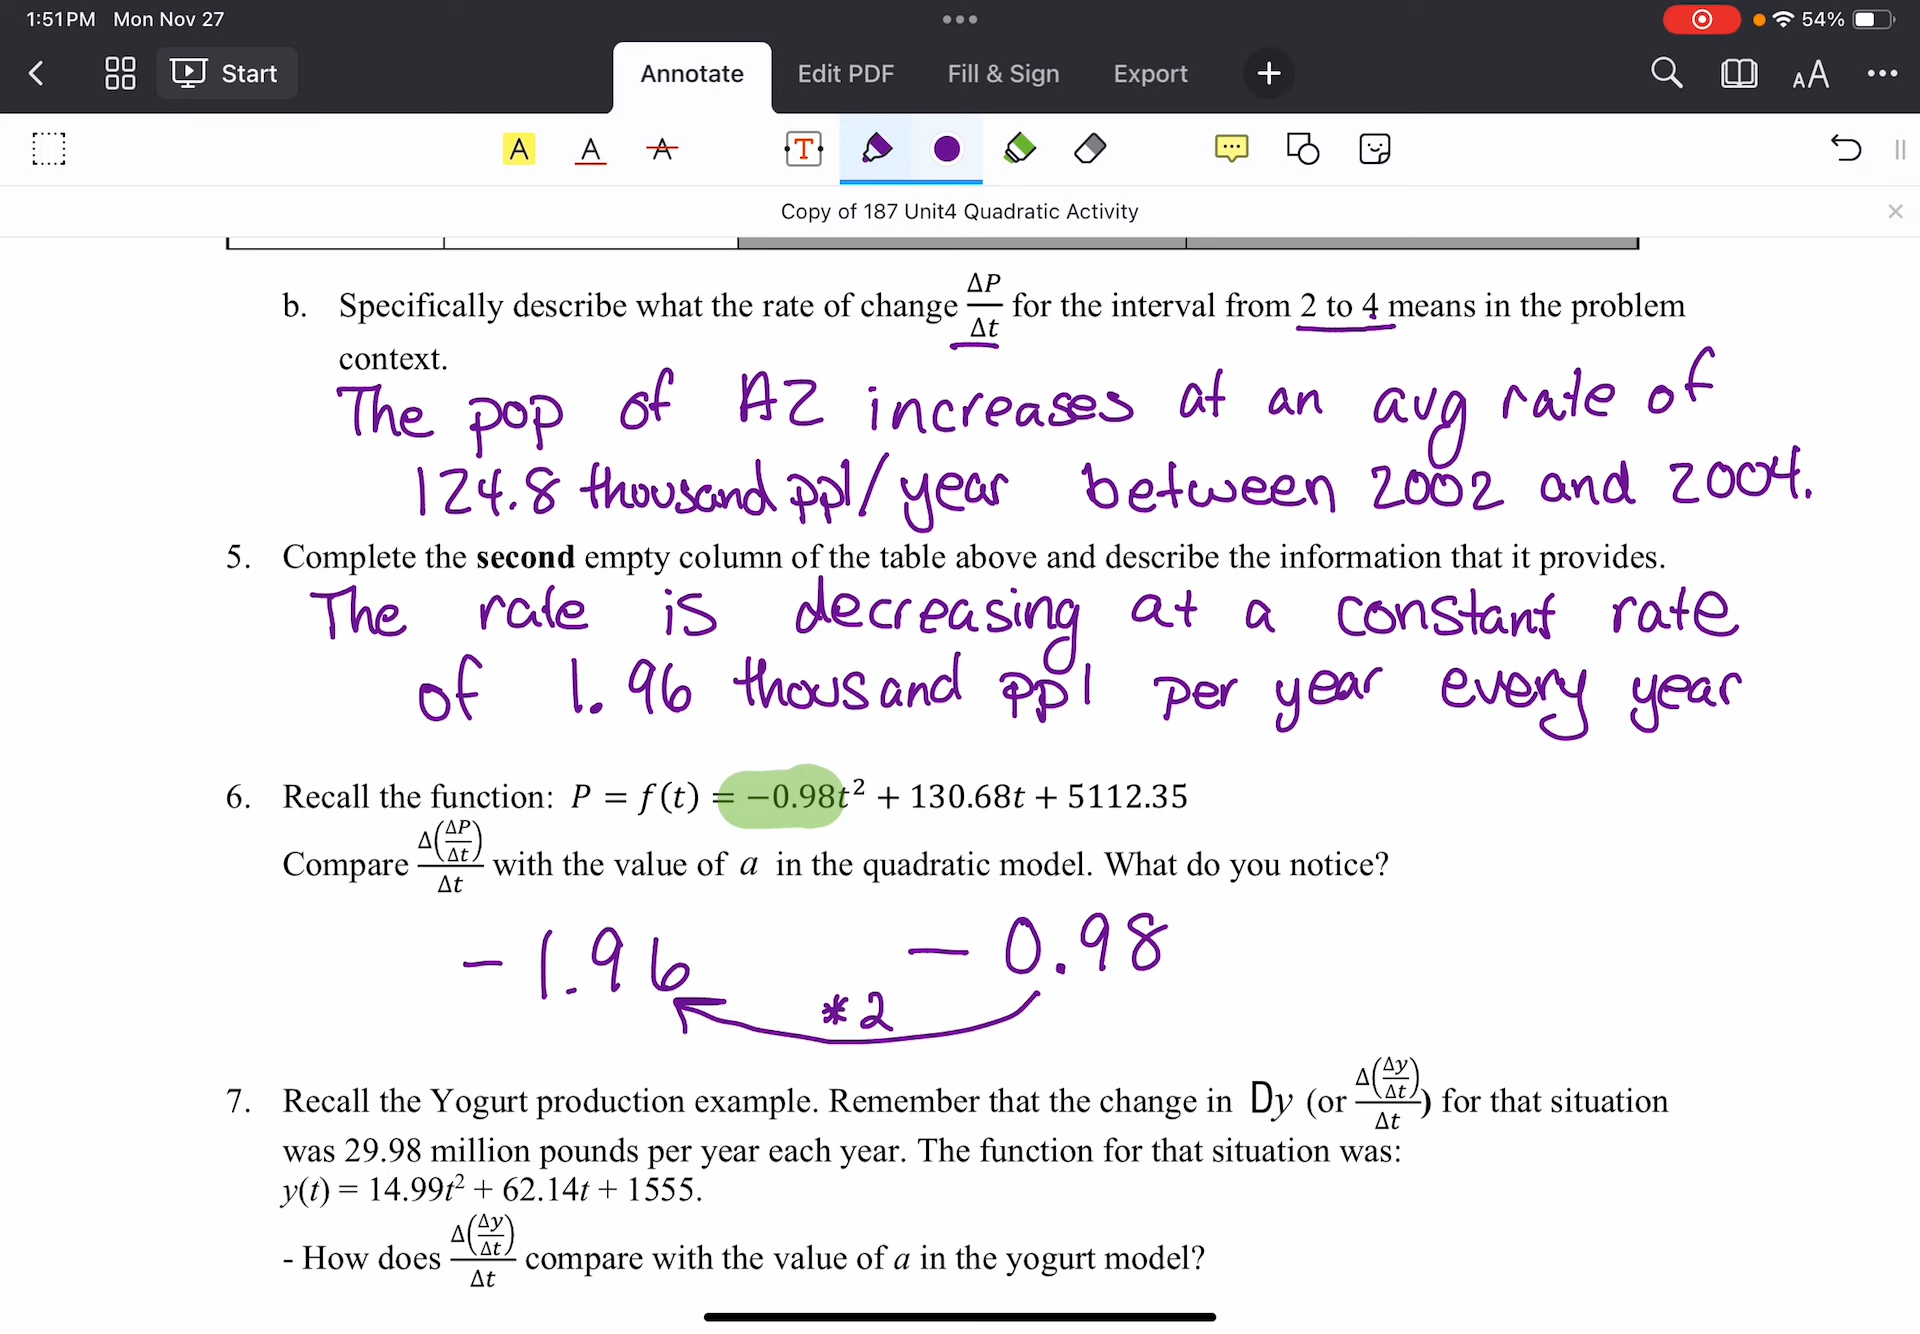 1:51PM Mon Nov 27
54%
Start
Annotate
Edit PDF
Fill & Sign
Export
Copy of 187 Unit4 Quadratic Activity
b. Specifically describe what the rate of change ΔP/Δt for the interval from 2 to 4 means in the problem
context.
The pop of AZ increases at an avg rate of
124.8 thousand ppl/year between 2002 and 2004.
5. Complete the second empty column of the table above and describe the information that it provides.
The rate is decreasing at a constant rate
of 1.96 thousand ppl per year every year
6. Recall the function: P = f(t) = −0.98t² + 130.68t + 5112.35
Compare Δ(ΔP/Δt)/Δt with the value of a in the quadratic model. What do you notice?
-1.96 -0.98
*2
7. Recall the Yogurt production example. Remember that the change in Dy (or Δ(Δy/Δt)/Δt) for that situation
was 29.98 million pounds per year each year. The function for that situation was:
y(t) = 14.99t² + 62.14t + 1555.
- How does Δ(Δy/Δt)/Δt compare with the value of a in the yogurt model?